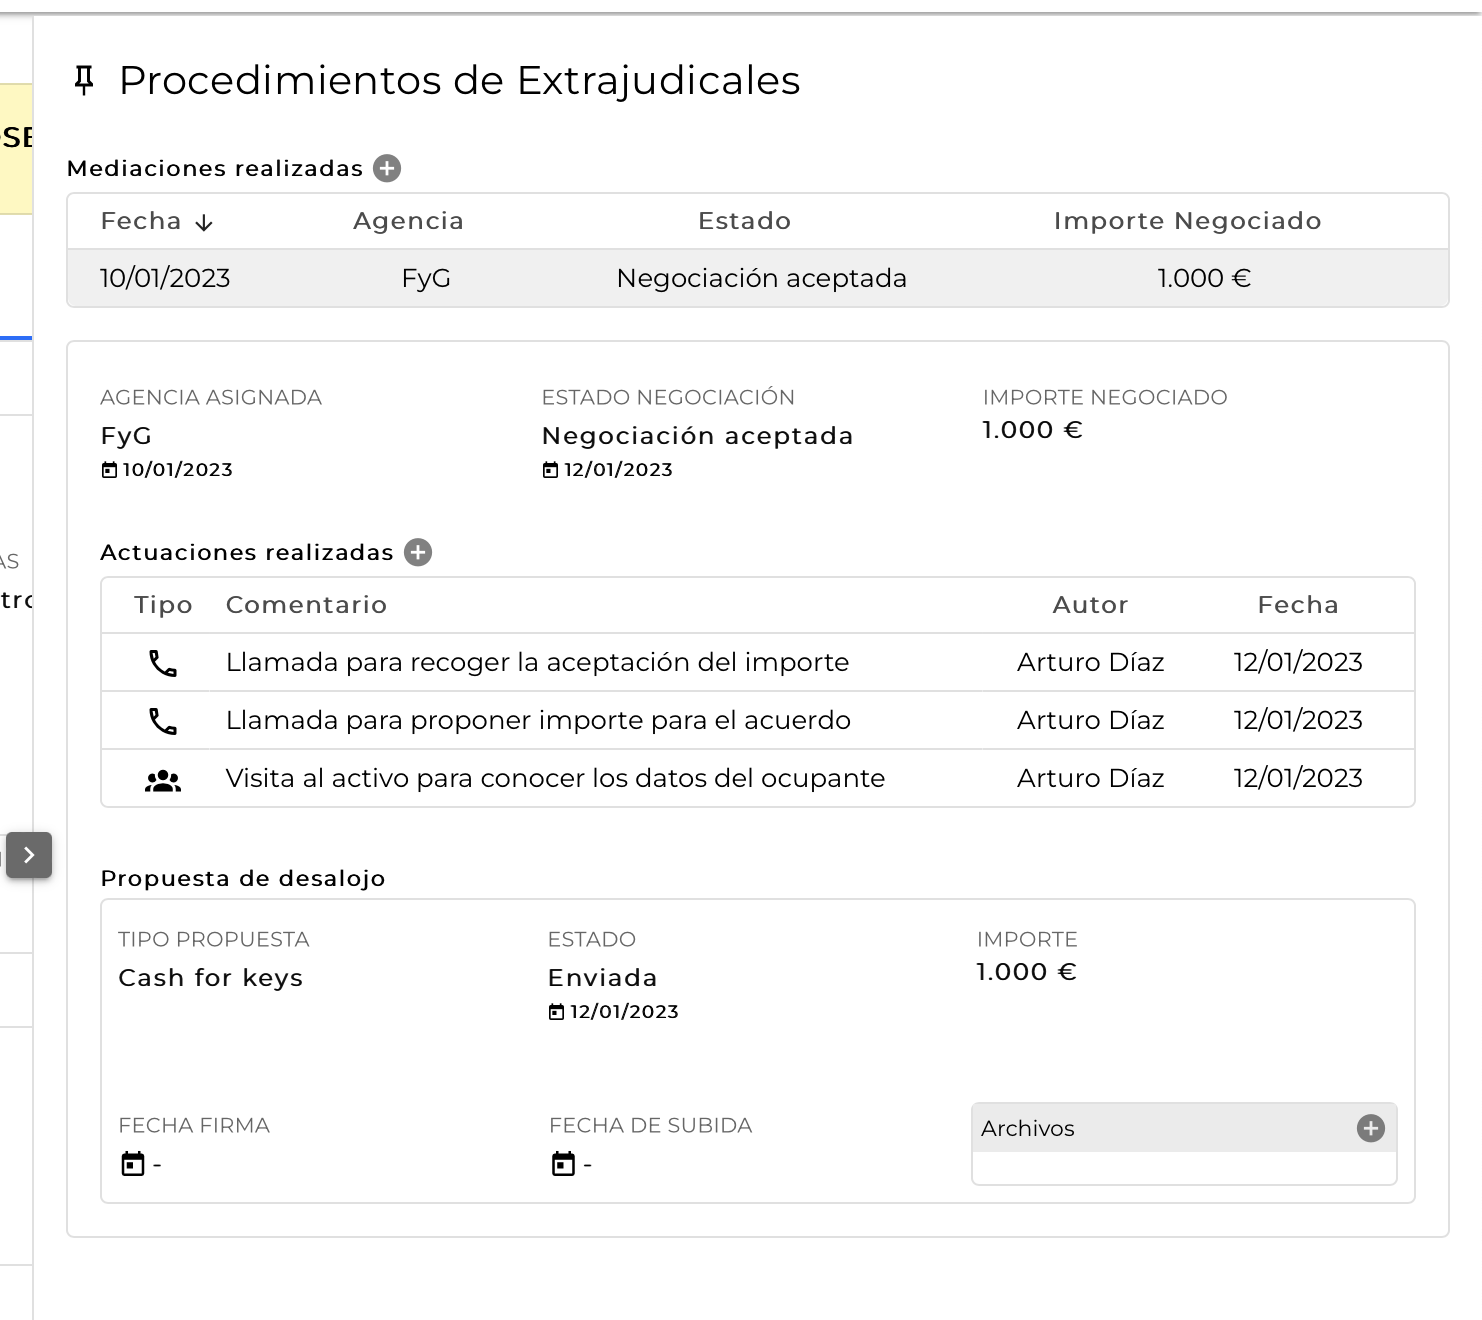 Procedimientos de Extrajudicales
Mediaciones realizadas
Fecha Agencia Estado Importe Negociado
10/01/2023 FyG Negociación aceptada 1.000 €
AGENCIA ASIGNADA ESTADO NEGOCIACIÓN IMPORTE NEGOCIADO
FyG Negociación aceptada 1.000 €
10/01/2023 12/01/2023
Actuaciones realizadas
Tipo Comentario Autor Fecha
Llamada para recoger la aceptación del importe Arturo Díaz 12/01/2023
Llamada para proponer importe para el acuerdo Arturo Díaz 12/01/2023
Visita al activo para conocer los datos del ocupante Arturo Díaz 12/01/2023
Propuesta de desalojo
TIPO PROPUESTA ESTADO IMPORTE
Cash for keys Enviada 1.000 €
12/01/2023
FECHA FIRMA FECHA DE SUBIDA Archivos
- -